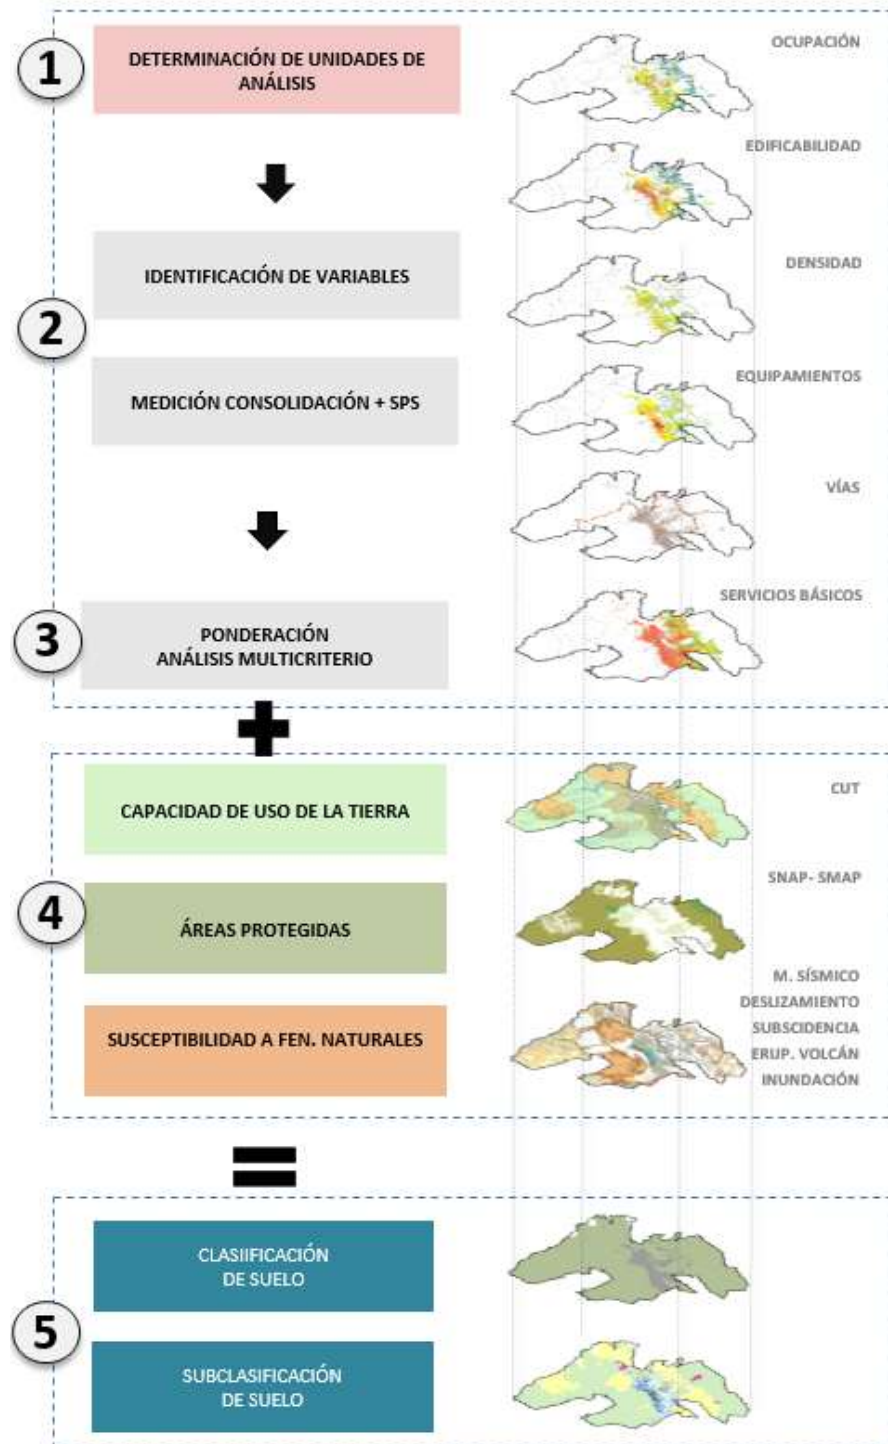 1
DETERMINACIÓN DE UNIDADES DE
ANÁLISIS
OCUPACIÓN
EDIFICABILIDAD
2
IDENTIFICACIÓN DE VARIABLES
DENSIDAD
MEDICIÓN CONSOLIDACIÓN + SPS
EQUIPAMIENTOS
VÍAS
3
PONDERACIÓN
ANÁLISIS MULTICRITERIO
SERVICIOS BÁSICOS
4
CAPACIDAD DE USO DE LA TIERRA
CUT
ÁREAS PROTEGIDAS
SNAP- SMAP
SUSCEPTIBILIDAD A FEN. NATURALES
M. SÍSMICO
DESLIZAMIENTO
SUBSCIDENCIA
ERUP. VOLCÁN
INUNDACIÓN
5
CLASIIFICACIÓN
DE SUELO
SUBCLASIFICACIÓN
DE SUELO